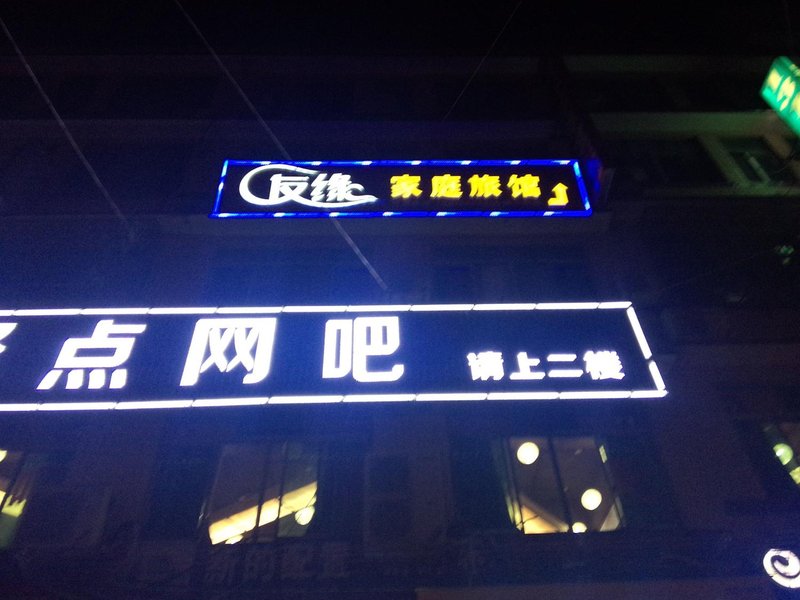 友缘 家庭旅馆
点网吧 请上二楼